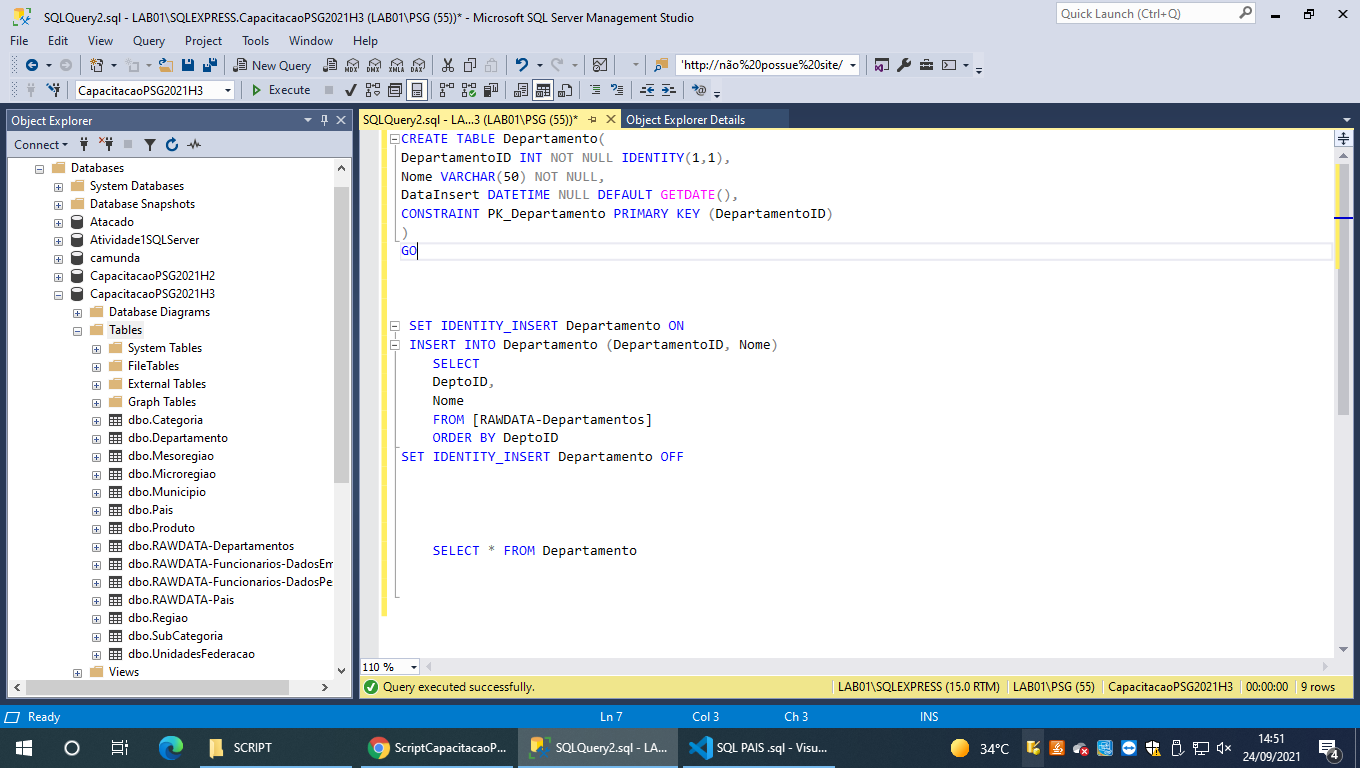 SQLQuery2.sql - LAB01\SQLEXPRESS.CapacitacaoPSG2021H3 (LAB01\PSG (55))* - Microsoft SQL Server Management Studio
Quick Launch (Ctrl+Q)
File Edit View Query Project Tools Window Help
New Query
MDX DMX XMLA DAX
'http://não%20possue%20site/
CapacitacaoPSG2021H3
Execute
Object Explorer
Connect
Databases
System Databases
Database Snapshots
Atacado
Atividade1SQLServer
camunda
CapacitacaoPSG2021H2
CapacitacaoPSG2021H3
Database Diagrams
Tables
System Tables
FileTables
External Tables
Graph Tables
dbo.Categoria
dbo.Departamento
dbo.Mesoregiao
dbo.Microregiao
dbo.Municipio
dbo.Pais
dbo.Produto
dbo.RAWDATA-Departamentos
dbo.RAWDATA-Funcionarios-DadosEm
dbo.RAWDATA-Funcionarios-DadosPe
dbo.RAWDATA-Pais
dbo.Regiao
dbo.SubCategoria
dbo.UnidadesFederacao
Views
SQLQuery2.sql - LA...3 (LAB01\PSG (55))*
Object Explorer Details
CREATE TABLE Departamento(
DepartamentoID INT NOT NULL IDENTITY(1,1),
Nome VARCHAR(50) NOT NULL,
DataInsert DATETIME NULL DEFAULT GETDATE(),
CONSTRAINT PK_Departamento PRIMARY KEY (DepartamentoID)
)
GO
SET IDENTITY_INSERT Departamento ON
INSERT INTO Departamento (DepartamentoID, Nome)
SELECT
DeptoID,
Nome
FROM [RAWDATA-Departamentos]
ORDER BY DeptoID
SET IDENTITY_INSERT Departamento OFF
SELECT * FROM Departamento
110 %
Query executed successfully.
LAB01\SQLEXPRESS (15.0 RTM)
LAB01\PSG (55)
CapacitacaoPSG2021H3
00:00:00
9 rows
Ready
Ln 7
Col 3
Ch 3
INS
SCRIPT
ScriptCapacitacaoP...
SQLQuery2.sql - LA...
SQL PAIS .sql - Visu...
34°C
14:51
24/09/2021
4